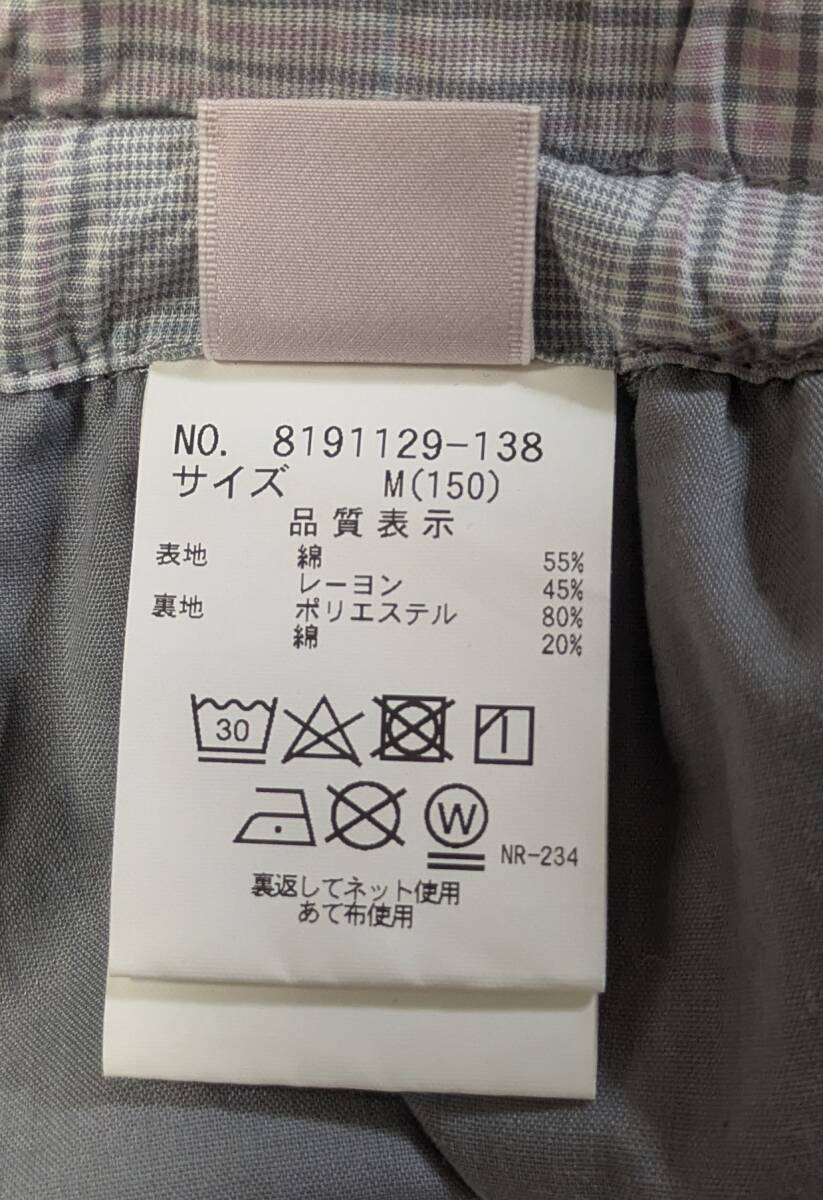 NO. 8191129-138
サイズ M(150)
品質表示
表地 綿 55%
レーヨン 45%
裏地 ポリエステル 80%
綿 20%
30
W
NR-234
裏返してネット使用
あて布使用